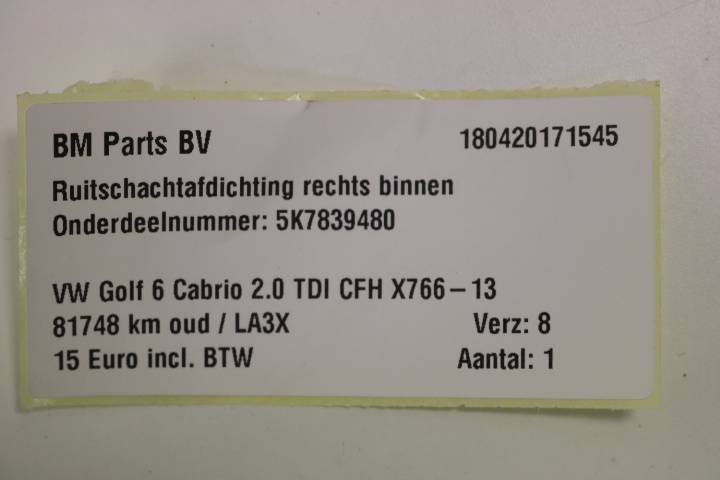 BM Parts BV 180420171545
Ruitschachtafdichting rechts binnen
Onderdeelnummer: 5K7839480
VW Golf 6 Cabrio 2.0 TDI CFH X766-13
81748 km oud / LA3X Verz: 8
15 Euro incl. BTW Aantal: 1